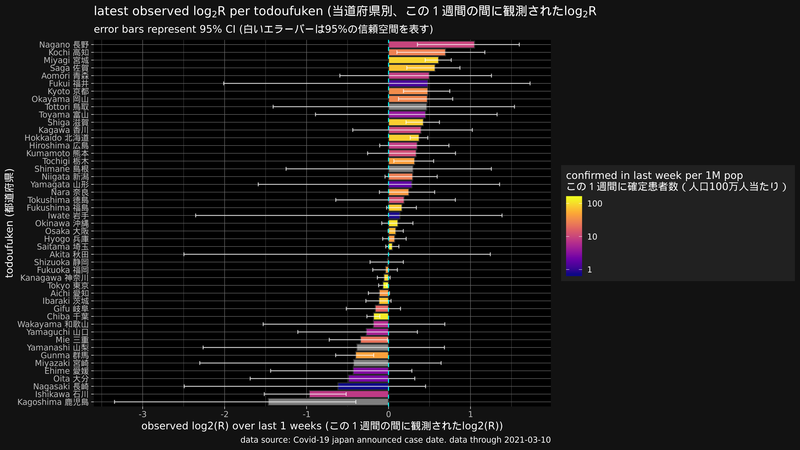 latest observed log₂R per todoufuken (当道府県別、この１週間の間に観測されたlog₂R
error bars represent 95% CI (白いエラーバーは95%の信頼空間を表す)
todoufuken (都道府県)
Nagano 長野
Kochi 高知
Miyagi 宮城
Saga 佐賀
Aomori 青森
Fukui 福井
Kyoto 京都
Okayama 岡山
Tottori 鳥取
Toyama 富山
Shiga 滋賀
Kagawa 香川
Hokkaido 北海道
Hiroshima 広島
Kumamoto 熊本
Tochigi 栃木
Shimane 島根
Niigata 新潟
Yamagata 山形
Nara 奈良
Tokushima 徳島
Fukushima 福島
Iwate 岩手
Okinawa 沖縄
Osaka 大阪
Hyogo 兵庫
Saitama 埼玉
Akita 秋田
Shizuoka 静岡
Fukuoka 福岡
Kanagawa 神奈川
Tokyo 東京
Aichi 愛知
Ibaraki 茨城
Gifu 岐阜
Chiba 千葉
Wakayama 和歌山
Yamaguchi 山口
Mie 三重
Yamanashi 山梨
Gunma 群馬
Miyazaki 宮崎
Ehime 愛媛
Oita 大分
Nagasaki 長崎
Ishikawa 石川
Kagoshima 鹿児島
-3 -2 -1 0 1
observed log2(R) over last 1 weeks (この１週間の間に観測されたlog2(R))
data source: Covid-19 japan announced case date. data through 2021-03-10
confirmed in last week per 1M pop
この１週間に確定患者数 ( 人口100万人当たり )
100
10
1